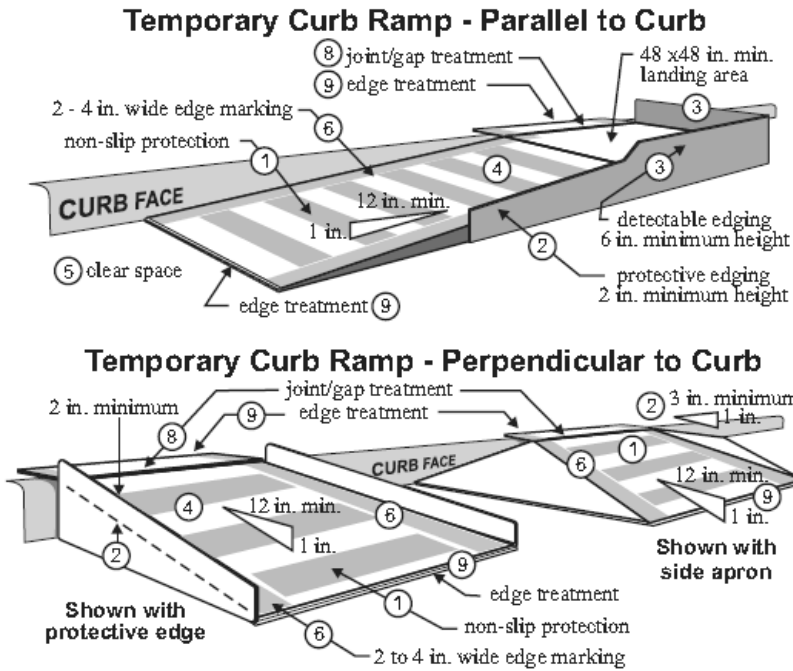 Temporary Curb Ramp - Parallel to Curb
8 joint/gap treatment
9 edge treatment
48 x48 in. min.
landing area
2 - 4 in. wide edge marking
6
non-slip protection
1
3
4
3
CURB FACE
12 in. min.
1 in.
2
detectable edging
6 in. minimum height
5 clear space
protective edging
2 in. minimum height
edge treatment 9
Temporary Curb Ramp - Perpendicular to Curb
joint/gap treatment
2 in. minimum
8
9 edge treatment
2 3 in. minimum
1 in.
CURB FACE
6
1
4
12 in. min.
1 in.
6
12 in. min.
1 in.
9
2
9
Shown with
side apron
Shown with
protective edge
edge treatment
1
non-slip protection
6
2 to 4 in. wide edge marking